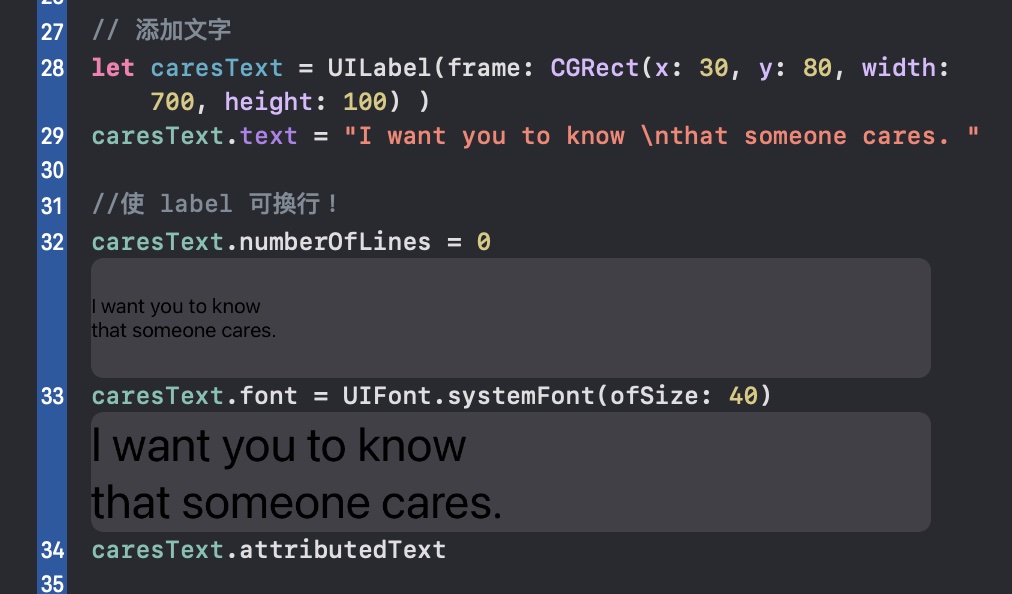 27 // 添加文字
28 let caresText = UILabel(frame: CGRect(x: 30, y: 80, width:
700, height: 100) )
29 caresText.text = "I want you to know \nthat someone cares. "
30
31 //使 label 可換行！
32 caresText.numberOfLines = 0
I want you to know
that someone cares.
33 caresText.font = UIFont.systemFont(ofSize: 40)
I want you to know
that someone cares.
34 caresText.attributedText
35